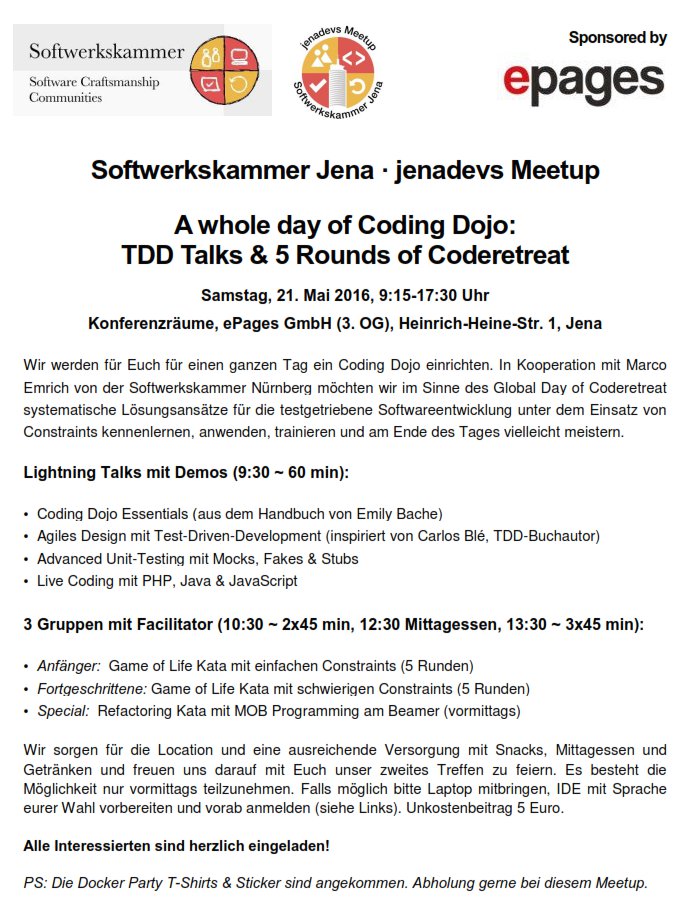 Softwerkskammer
Software Craftsmanship
Communities
jenadevs Meetup
Softwerkskammer Jena
Sponsored by
epages
Softwerkskammer Jena · jenadevs Meetup
A whole day of Coding Dojo:
TDD Talks & 5 Rounds of Coderetreat
Samstag, 21. Mai 2016, 9:15-17:30 Uhr
Konferenzräume, ePages GmbH (3. OG), Heinrich-Heine-Str. 1, Jena
Wir werden für Euch für einen ganzen Tag ein Coding Dojo einrichten. In Kooperation mit Marco
Emrich von der Softwerkskammer Nürnberg möchten wir im Sinne des Global Day of Coderetreat
systematische Lösungsansätze für die testgetriebene Softwareentwicklung unter dem Einsatz von
Constraints kennenlernen, anwenden, trainieren und am Ende des Tages vielleicht meistern.
Lightning Talks mit Demos (9:30 ~ 60 min):
• Coding Dojo Essentials (aus dem Handbuch von Emily Bache)
• Agiles Design mit Test-Driven-Development (inspiriert von Carlos Blé, TDD-Buchautor)
• Advanced Unit-Testing mit Mocks, Fakes & Stubs
• Live Coding mit PHP, Java & JavaScript
3 Gruppen mit Facilitator (10:30 ~ 2x45 min, 12:30 Mittagessen, 13:30 ~ 3x45 min):
• Anfänger: Game of Life Kata mit einfachen Constraints (5 Runden)
• Fortgeschrittene: Game of Life Kata mit schwierigen Constraints (5 Runden)
• Special: Refactoring Kata mit MOB Programming am Beamer (vormittags)
Wir sorgen für die Location und eine ausreichende Versorgung mit Snacks, Mittagessen und
Getränken und freuen uns darauf mit Euch unser zweites Treffen zu feiern. Es besteht die
Möglichkeit nur vormittags teilzunehmen. Falls möglich bitte Laptop mitbringen, IDE mit Sprache
eurer Wahl vorbereiten und vorab anmelden (siehe Links). Unkostenbeitrag 5 Euro.
Alle Interessierten sind herzlich eingeladen!
PS: Die Docker Party T-Shirts & Sticker sind angekommen. Abholung gerne bei diesem Meetup.